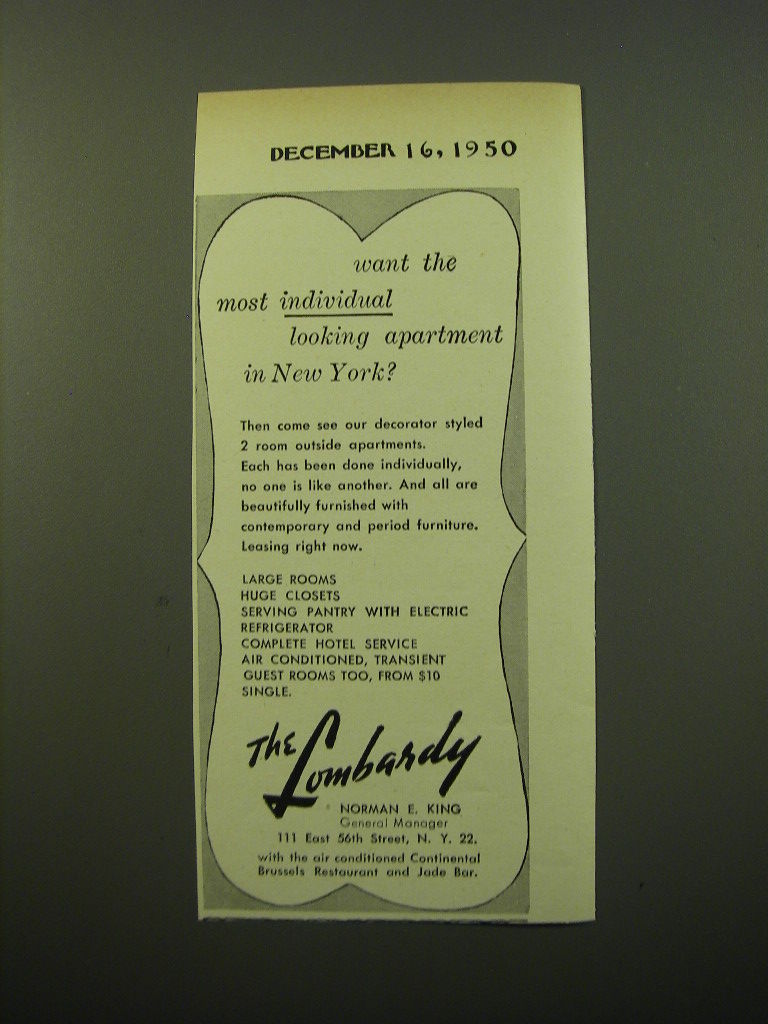 DECEMBER 16, 1950
want the
most individual
looking apartment
in New York?
Then come see our decorator styled
2 room outside apartments.
Each has been done individually,
no one is like another. And all are
beautifully furnished with
contemporary and period furniture.
Leasing right now.
LARGE ROOMS
HUGE CLOSETS
SERVING PANTRY WITH ELECTRIC
REFRIGERATOR
COMPLETE HOTEL SERVICE
AIR CONDITIONED, TRANSIENT
GUEST ROOMS TOO, FROM $10
SINGLE.
The Lombardy
NORMAN E. KING
General Manager
111 East 56th Street, N. Y. 22.
with the air conditioned Continental
Brussels Restaurant and Jade Bar.